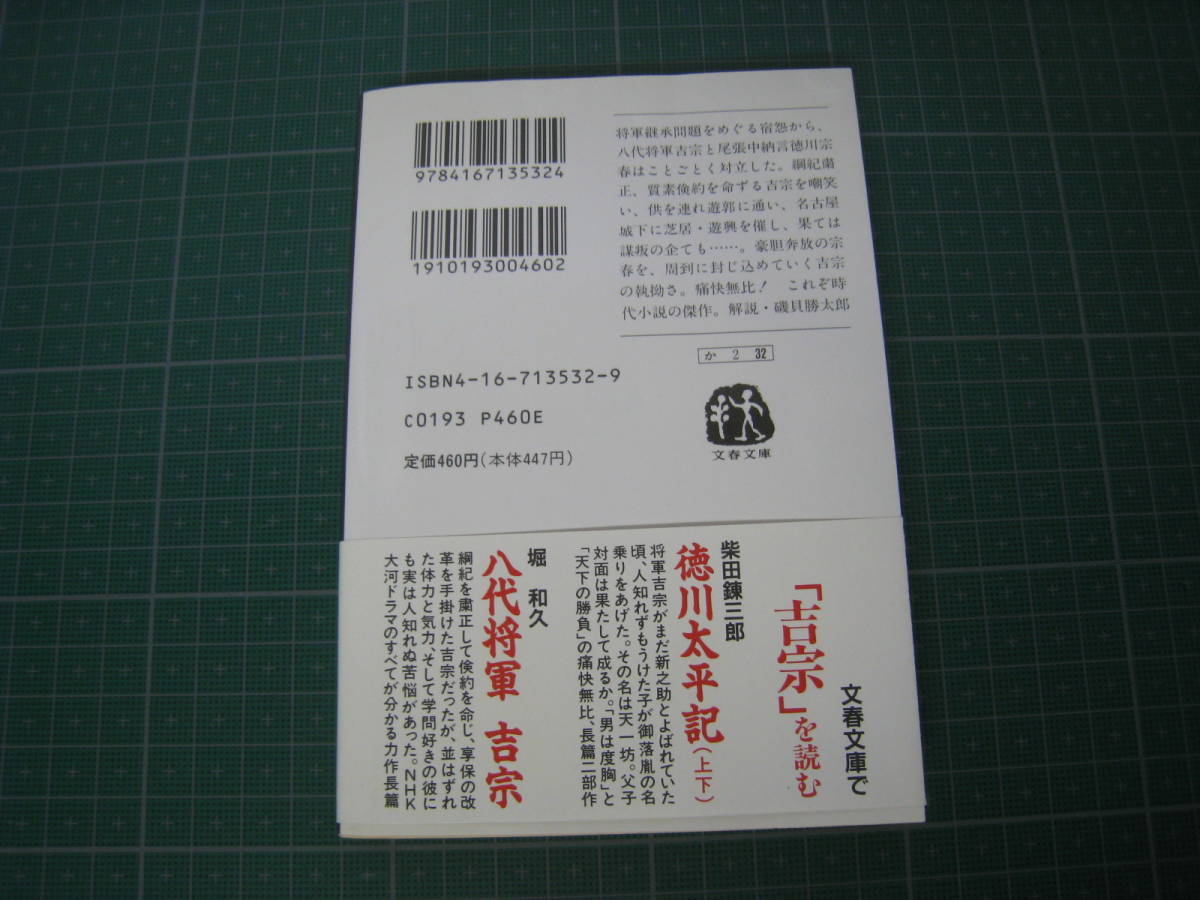 9784167135324
1910193004602
将軍継承問題をめぐる宿怨から、
八代将軍吉宗と尾張中納言徳川宗
春はことごとく対立した。綱紀粛
正、質素倹約を命ずる吉宗を嘲笑
い、供を連れ遊郭に通い、名古屋
城下に芝居・遊興を催し、果ては
謀叛の企ても……。豪胆奔放の宗
春を、周到に封じ込めていく吉宗
の執拗さ。痛快無比！　これぞ時
代小説の傑作。解説・磯貝勝太郎
か 2 32
ISBN4-16-713532-9
C0193 P460E
定価460円(本体447円)
文春文庫
文春文庫で
「吉宗」を読む
柴田錬三郎
徳川太平記(上下)
将軍吉宗がまだ新之助とよばれていた
頃、人知れずもうけた子が御落胤の名
乗りをあげた。その名は天一坊。父子
対面は果たして成るか。「男は度胸」と
「天下の勝負」の痛快無比、長篇二部作
堀　和久
八代将軍 吉宗
綱紀を粛正して倹約を命じ、享保の改
革を手掛けた吉宗だったが、並はずれ
た体力と気力、そして学問好きの彼に
も実は人知れぬ苦悩があった。NHK
大河ドラマのすべてが分かる力作長篇